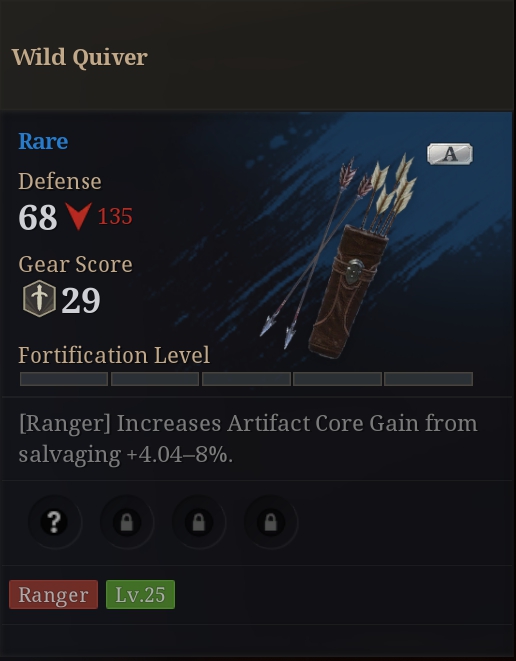 Wild Quiver
Rare
A
Defense
68 135
Gear Score
29
Fortification Level
[Ranger] Increases Artifact Core Gain from
salvaging +4.04–8%.
?
Ranger Lv.25